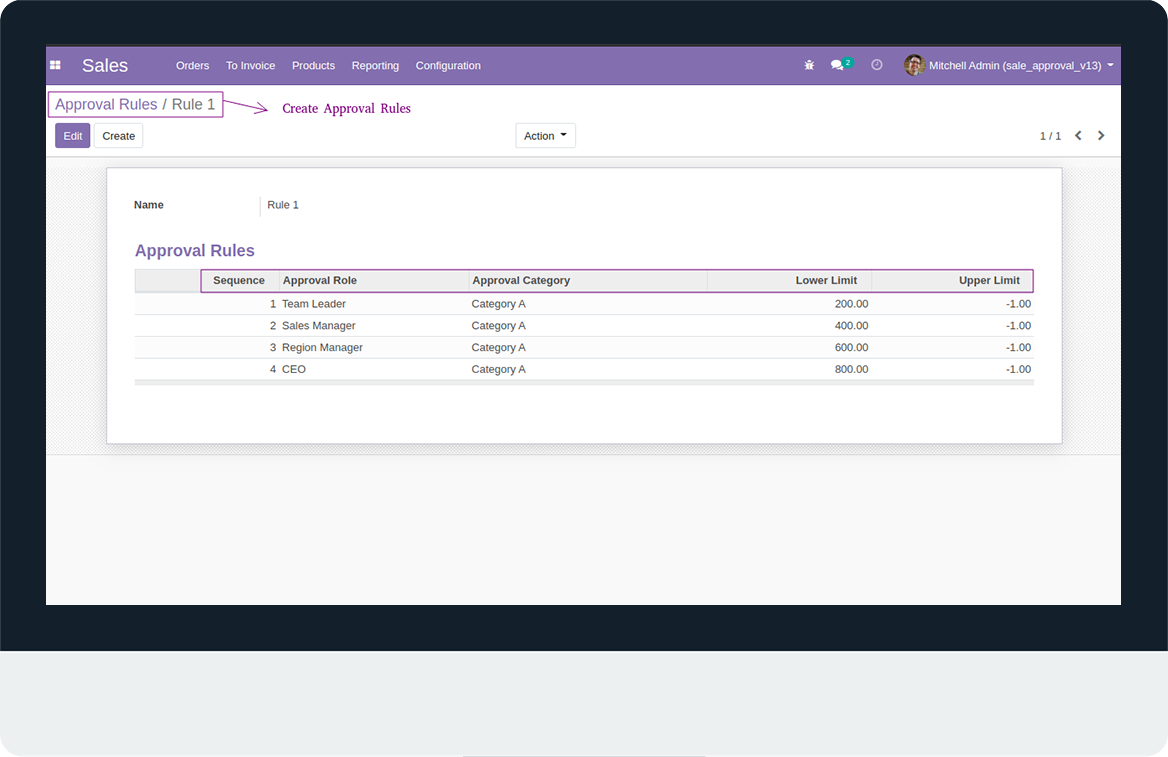 Sales Orders To Invoice Products Reporting Configuration 2 Mitchell Admin (sale_approval_v13)
Approval Rules / Rule 1 Create Approval Rules
Edit Create Action 1 / 1
Name Rule 1
Approval Rules
Sequence Approval Role Approval Category Lower Limit Upper Limit
1 Team Leader Category A 200.00 -1.00
2 Sales Manager Category A 400.00 -1.00
3 Region Manager Category A 600.00 -1.00
4 CEO Category A 800.00 -1.00